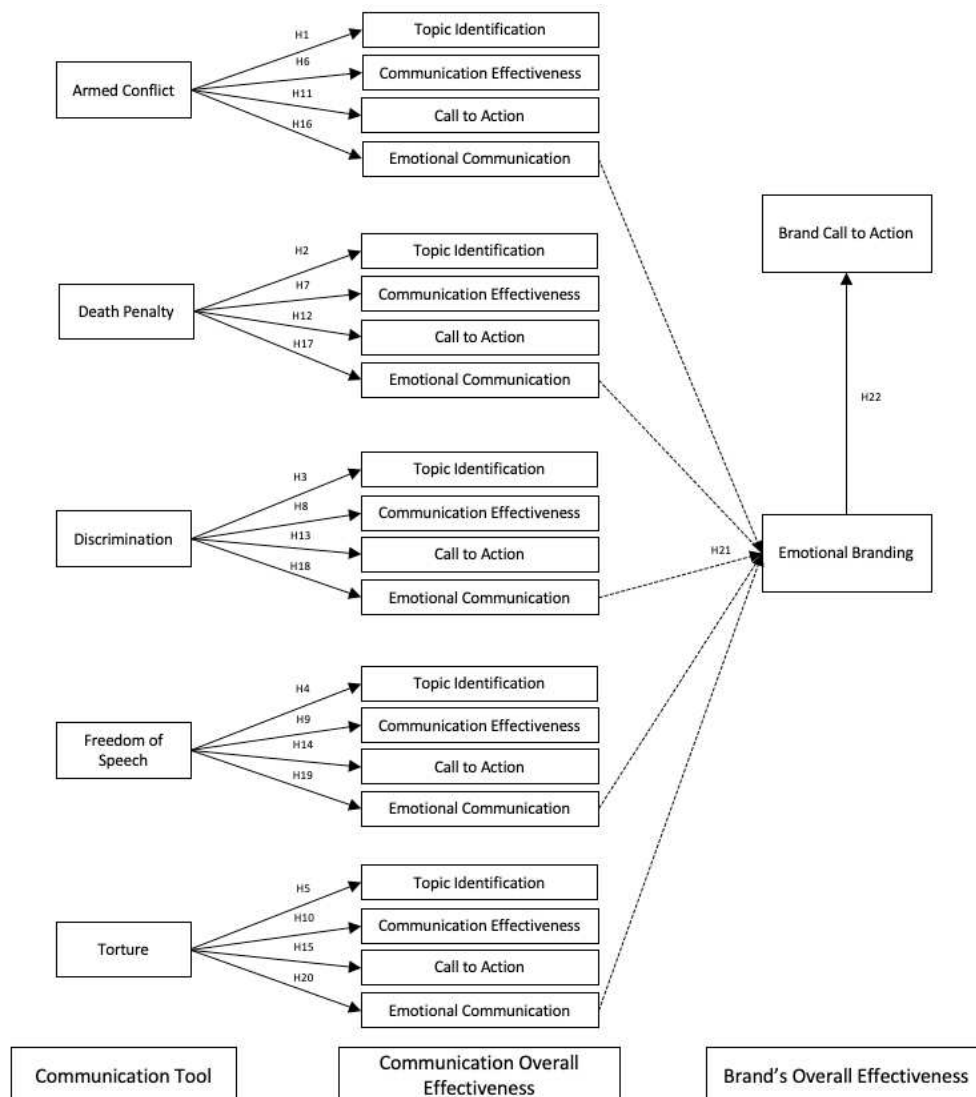 H1
Topic Identification
H6
Communication Effectiveness
Armed Conflict
H11
Call to Action
H16
Emotional Communication
H2
Topic Identification
H7
Communication Effectiveness
Death Penalty
H12
Call to Action
H17
Emotional Communication
Brand Call to Action
H22
H3
Topic Identification
H8
Communication Effectiveness
Discrimination
H13
Call to Action
H18
Emotional Communication
H21
Emotional Branding
H4
Topic Identification
H9
Communication Effectiveness
Freedom of
Speech
H14
Call to Action
H19
Emotional Communication
H5
Topic Identification
H10
Communication Effectiveness
Torture
H15
Call to Action
H20
Emotional Communication
Communication Tool
Communication Overall
Effectiveness
Brand's Overall Effectiveness